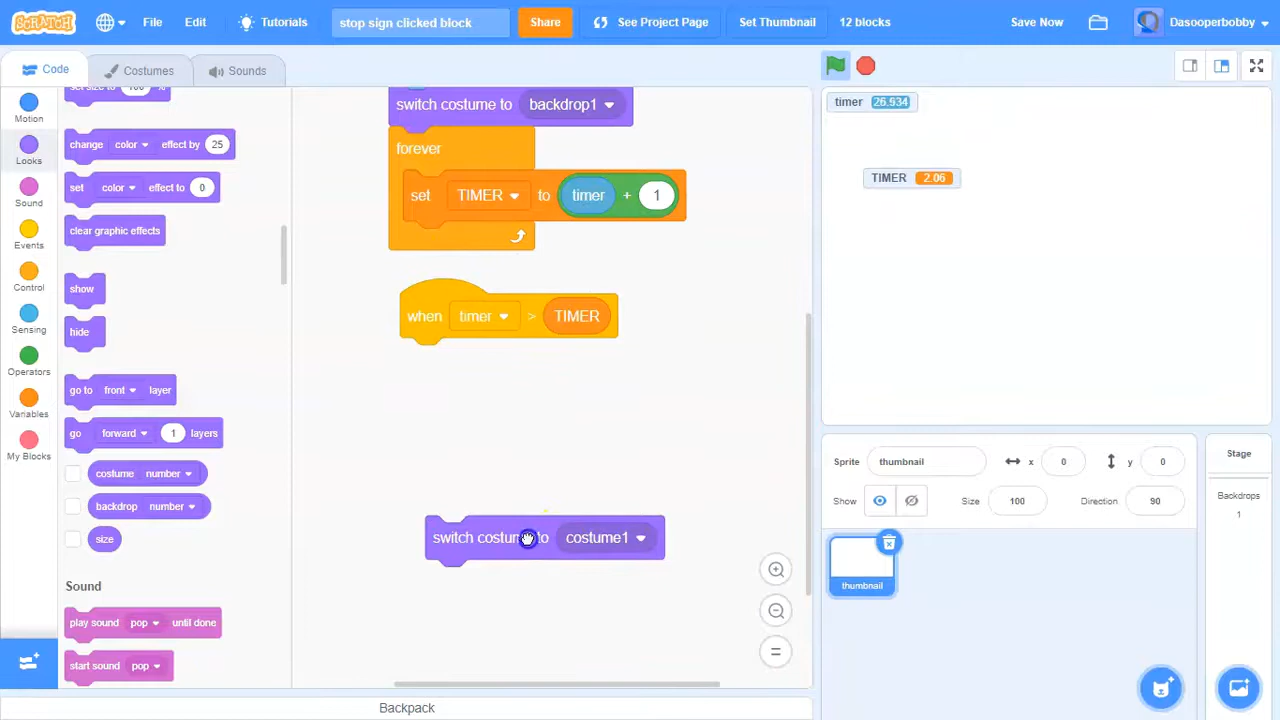 SCRATCH
File
Edit
Tutorials
stop sign clicked block
Share
See Project Page
Set Thumbnail
12 blocks
Save Now
Dasooperbobby
Code
Costumes
Sounds
Motion
Looks
Sound
Events
Control
Sensing
Operators
Variables
My Blocks
set size to 100 %
change color effect by 25
set color effect to 0
clear graphic effects
show
hide
go to front layer
go forward 1 layers
costume number
backdrop number
size
Sound
play sound pop until done
start sound pop
switch costume to backdrop1
forever
set TIMER to timer + 1
when timer > TIMER
switch costume to costume1
Backpack
timer 26.934
TIMER 2.06
Sprite thumbnail x 0 y 0
Show Size 100 Direction 90
thumbnail
Stage
Backdrops
1